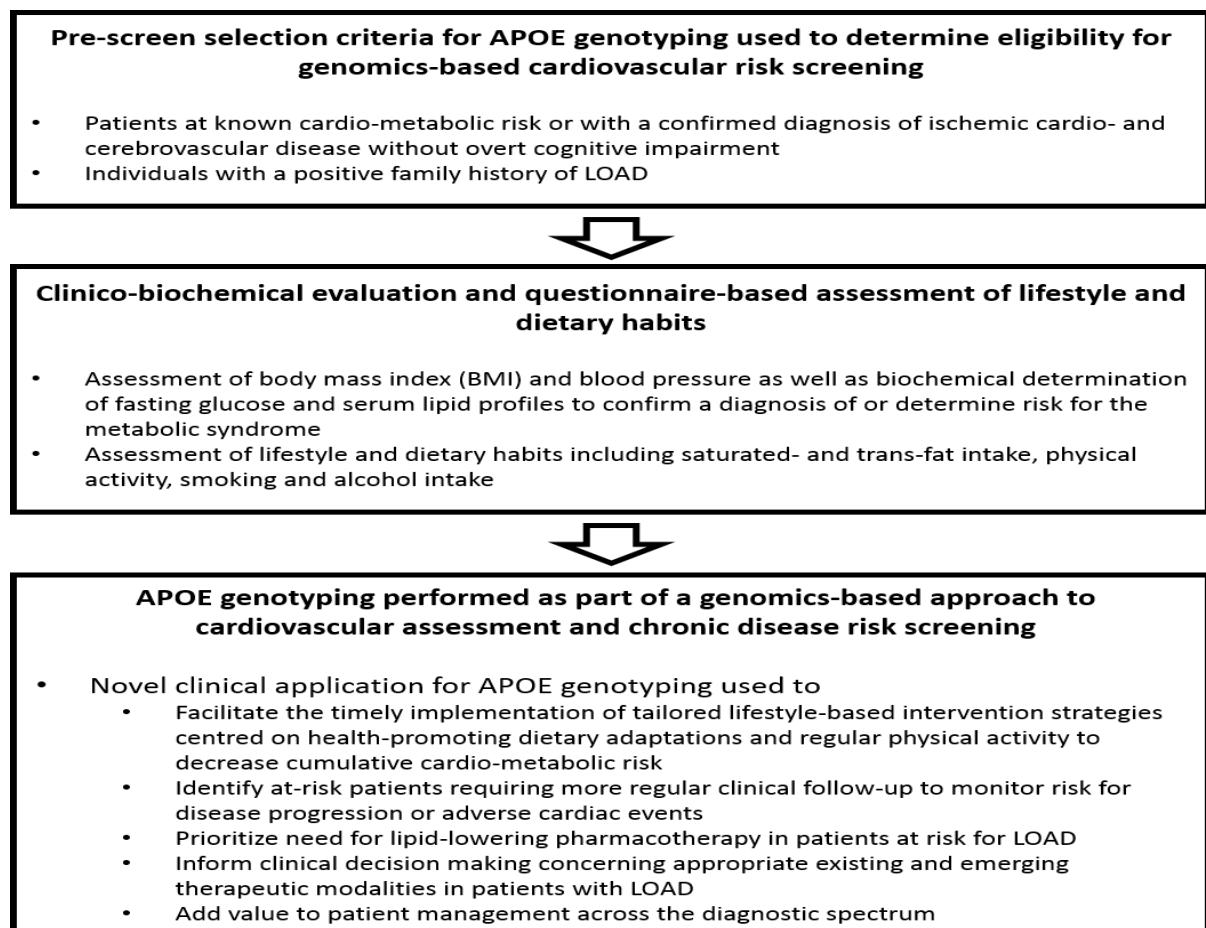 Pre-screen selection criteria for APOE genotyping used to determine eligibility for
genomics-based cardiovascular risk screening
• Patients at known cardio-metabolic risk or with a confirmed diagnosis of ischemic cardio- and
cerebrovascular disease without overt cognitive impairment
• Individuals with a positive family history of LOAD
Clinico-biochemical evaluation and questionnaire-based assessment of lifestyle and
dietary habits
• Assessment of body mass index (BMI) and blood pressure as well as biochemical determination
of fasting glucose and serum lipid profiles to confirm a diagnosis of or determine risk for the
metabolic syndrome
• Assessment of lifestyle and dietary habits including saturated- and trans-fat intake, physical
activity, smoking and alcohol intake
APOE genotyping performed as part of a genomics-based approach to
cardiovascular assessment and chronic disease risk screening
• Novel clinical application for APOE genotyping used to
• Facilitate the timely implementation of tailored lifestyle-based intervention strategies
centred on health-promoting dietary adaptations and regular physical activity to
decrease cumulative cardio-metabolic risk
• Identify at-risk patients requiring more regular clinical follow-up to monitor risk for
disease progression or adverse cardiac events
• Prioritize need for lipid-lowering pharmacotherapy in patients at risk for LOAD
• Inform clinical decision making concerning appropriate existing and emerging
therapeutic modalities in patients with LOAD
• Add value to patient management across the diagnostic spectrum